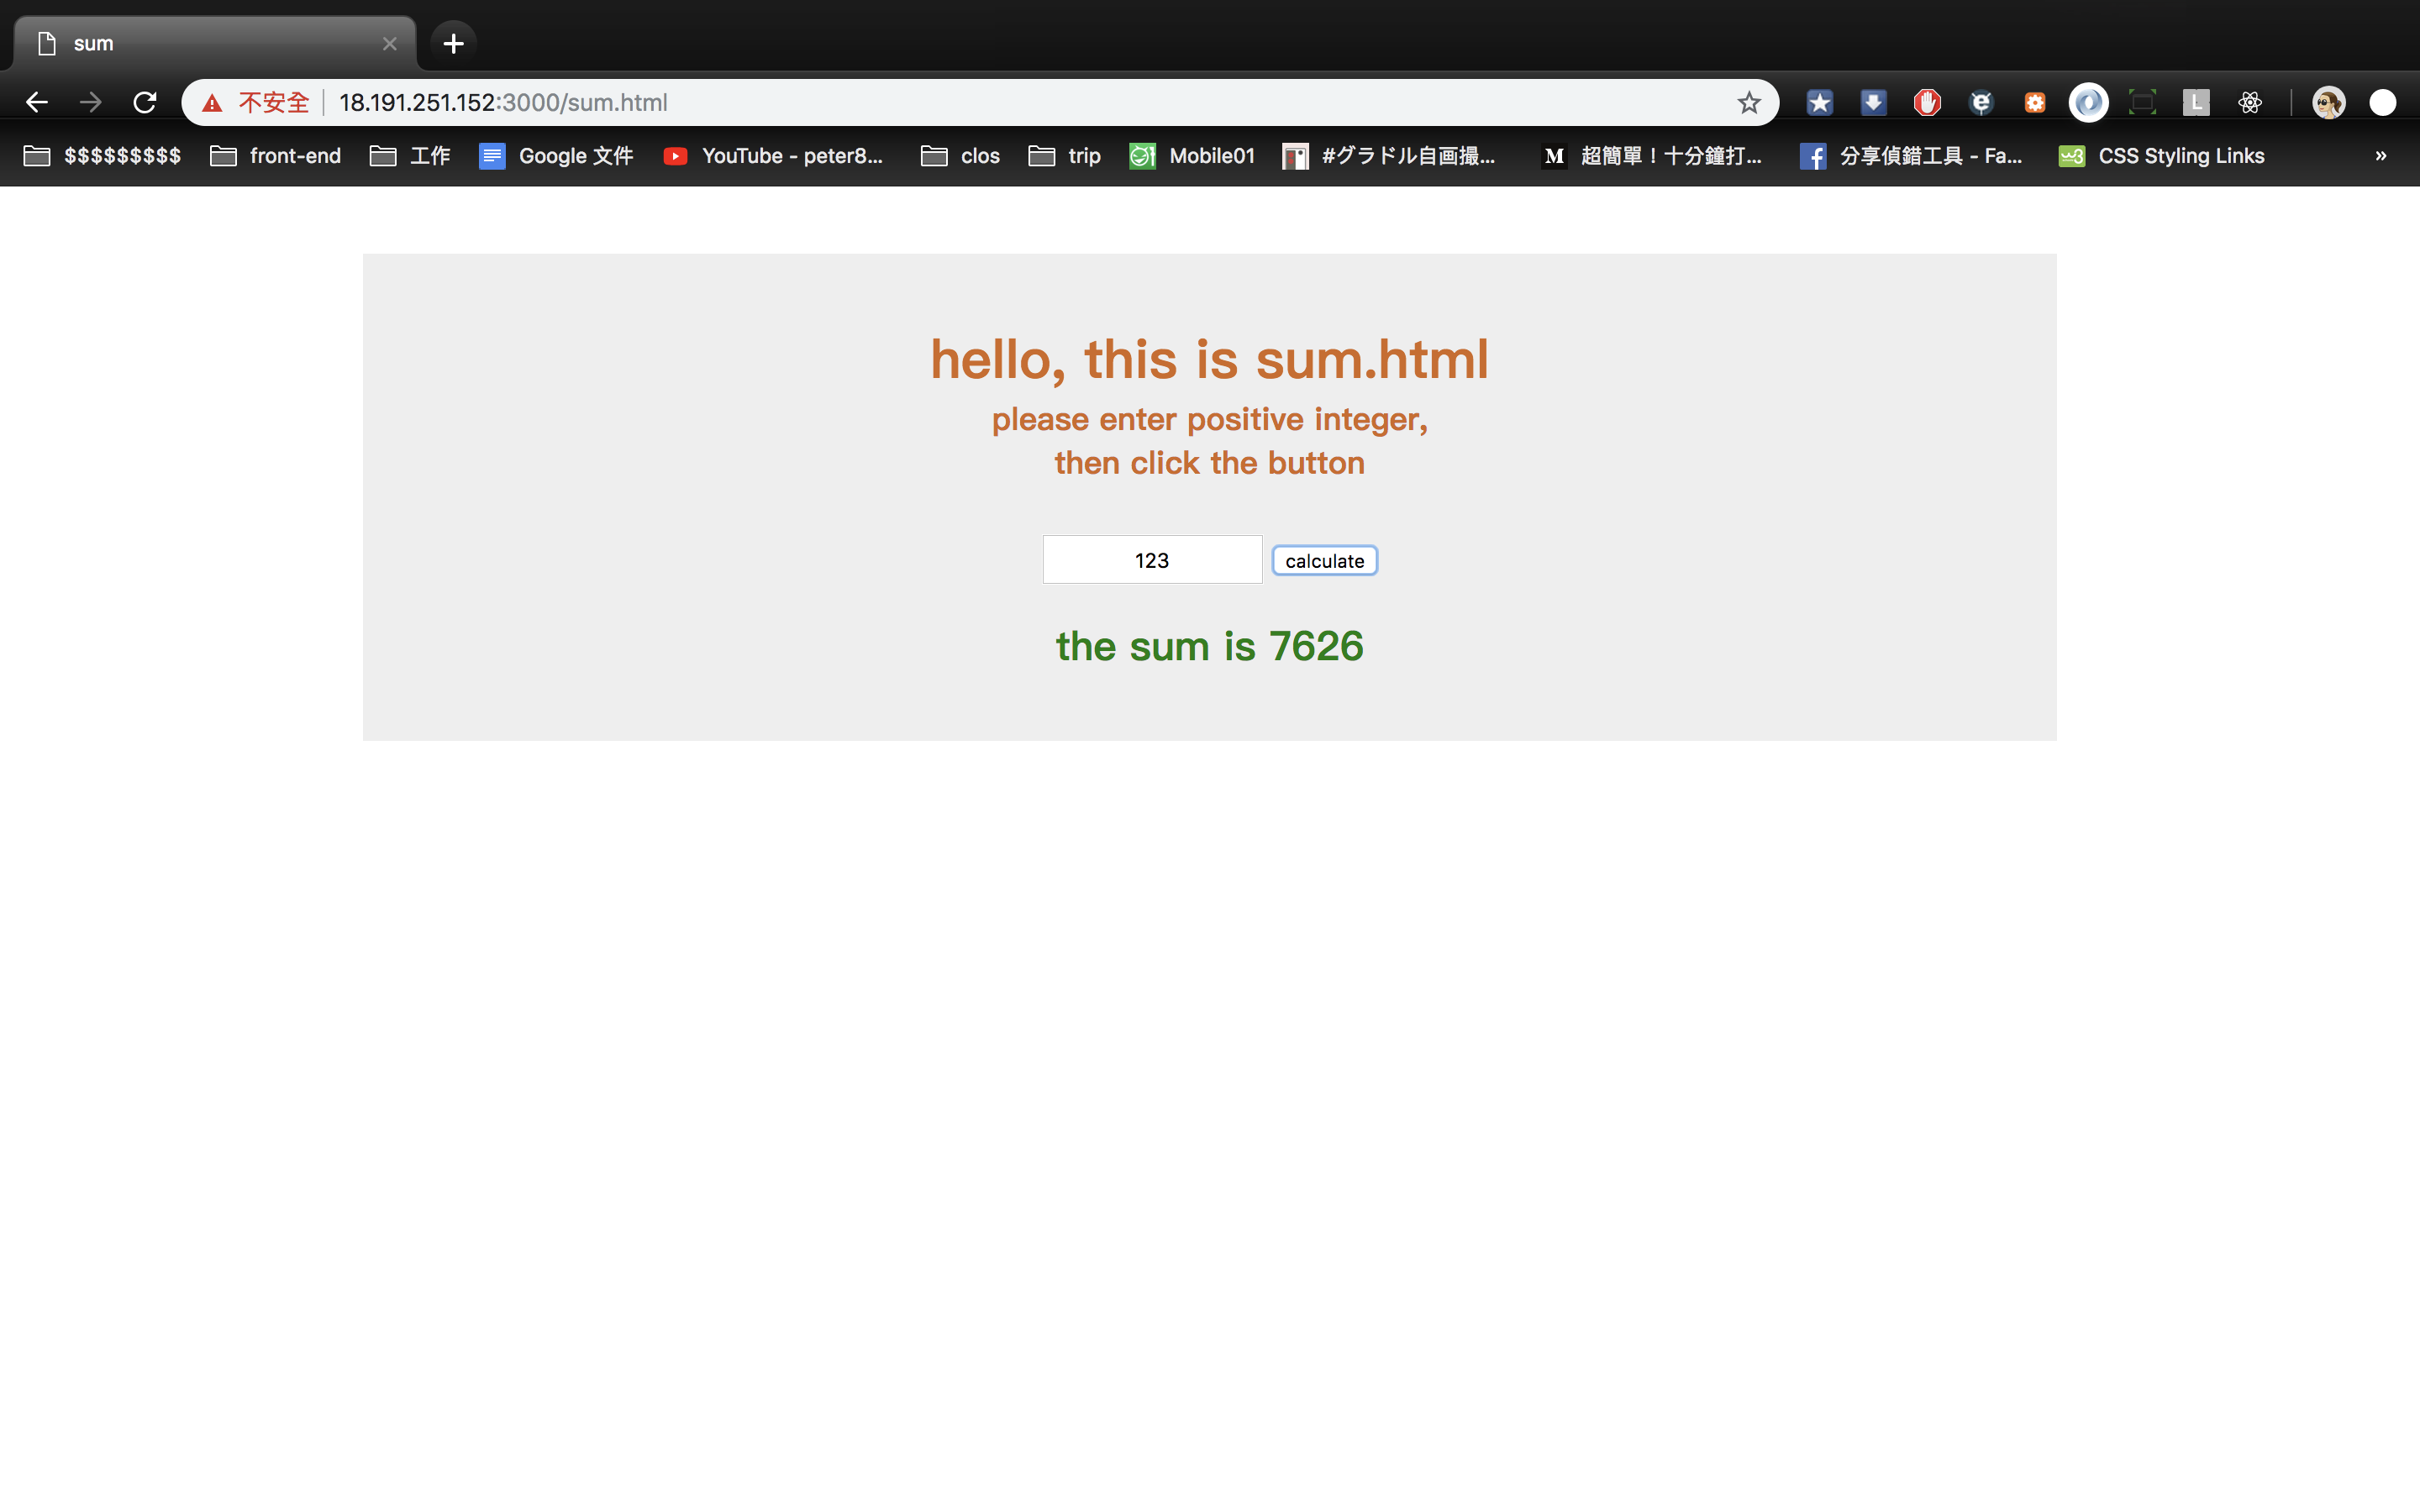 sum
不安全 18.191.251.152:3000/sum.html
$$$$$$$$$ front-end 工作 Google 文件 YouTube - peter8... clos trip Mobile01 #グラドル自画撮... M 超簡單！十分鐘打... 分享偵錯工具 - Fa... CSS Styling Links »
hello, this is sum.html
please enter positive integer,
then click the button
123 calculate
the sum is 7626